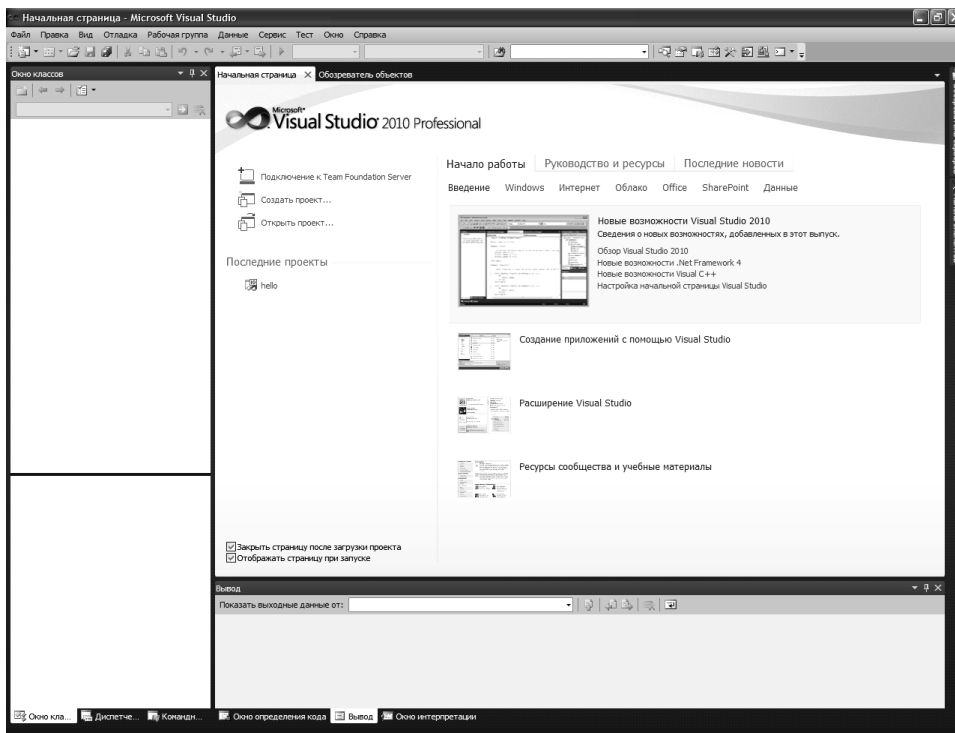 Начальная страница - Microsoft Visual Studio
Файл Правка Вид Отладка Рабочая группа Данные Сервис Тест Окно Справка
Окно классов
Начальная страница Обозреватель объектов
Microsoft
Visual Studio 2010 Professional
Подключение к Team Foundation Server
Создать проект...
Открыть проект...
Последние проекты
hello
Начало работы Руководство и ресурсы Последние новости
Введение Windows Интернет Облако Office SharePoint Данные
Новые возможности Visual Studio 2010
Сведения о новых возможностях, добавленных в этот выпуск.
Обзор Visual Studio 2010
Новые возможности .Net Framework 4
Новые возможности Visual C++
Настройка начальной страницы Visual Studio
Создание приложений с помощью Visual Studio
Расширение Visual Studio
Ресурсы сообщества и учебные материалы
Закрыть страницу после загрузки проекта
Отображать страницу при запуске
Вывод
Показать выходные данные от:
Окно кла... Диспетче... Командн... Окно определения кода Вывод Окно интерпретации